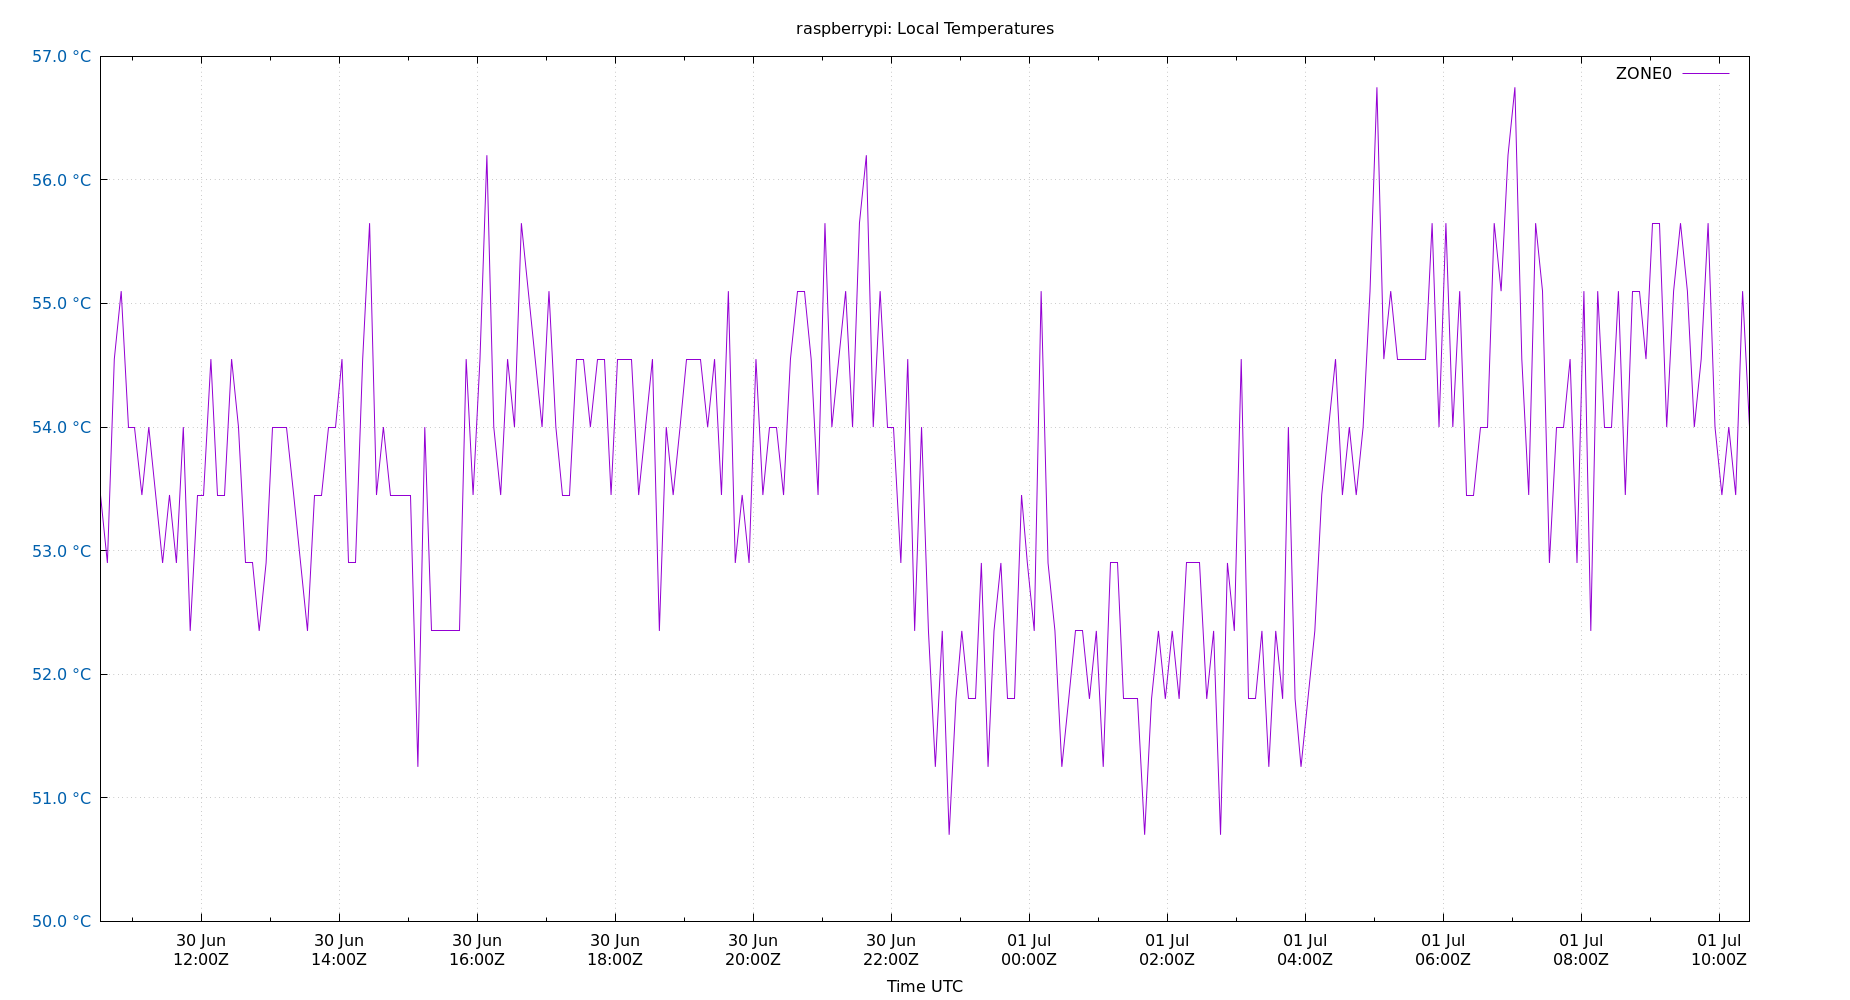 raspberrypi: Local Temperatures
57.0 °C
ZONE0
56.0 °C
55.0 °C
54.0 °C
53.0 °C
52.0 °C
51.0 °C
50.0 °C
30 Jun 30 Jun 30 Jun 30 Jun 30 Jun 30 Jun 01 Jul 01 Jul 01 Jul 01 Jul 01 Jul 01 Jul
12:00Z 14:00Z 16:00Z 18:00Z 20:00Z 22:00Z 00:00Z 02:00Z 04:00Z 06:00Z 08:00Z 10:00Z
Time UTC